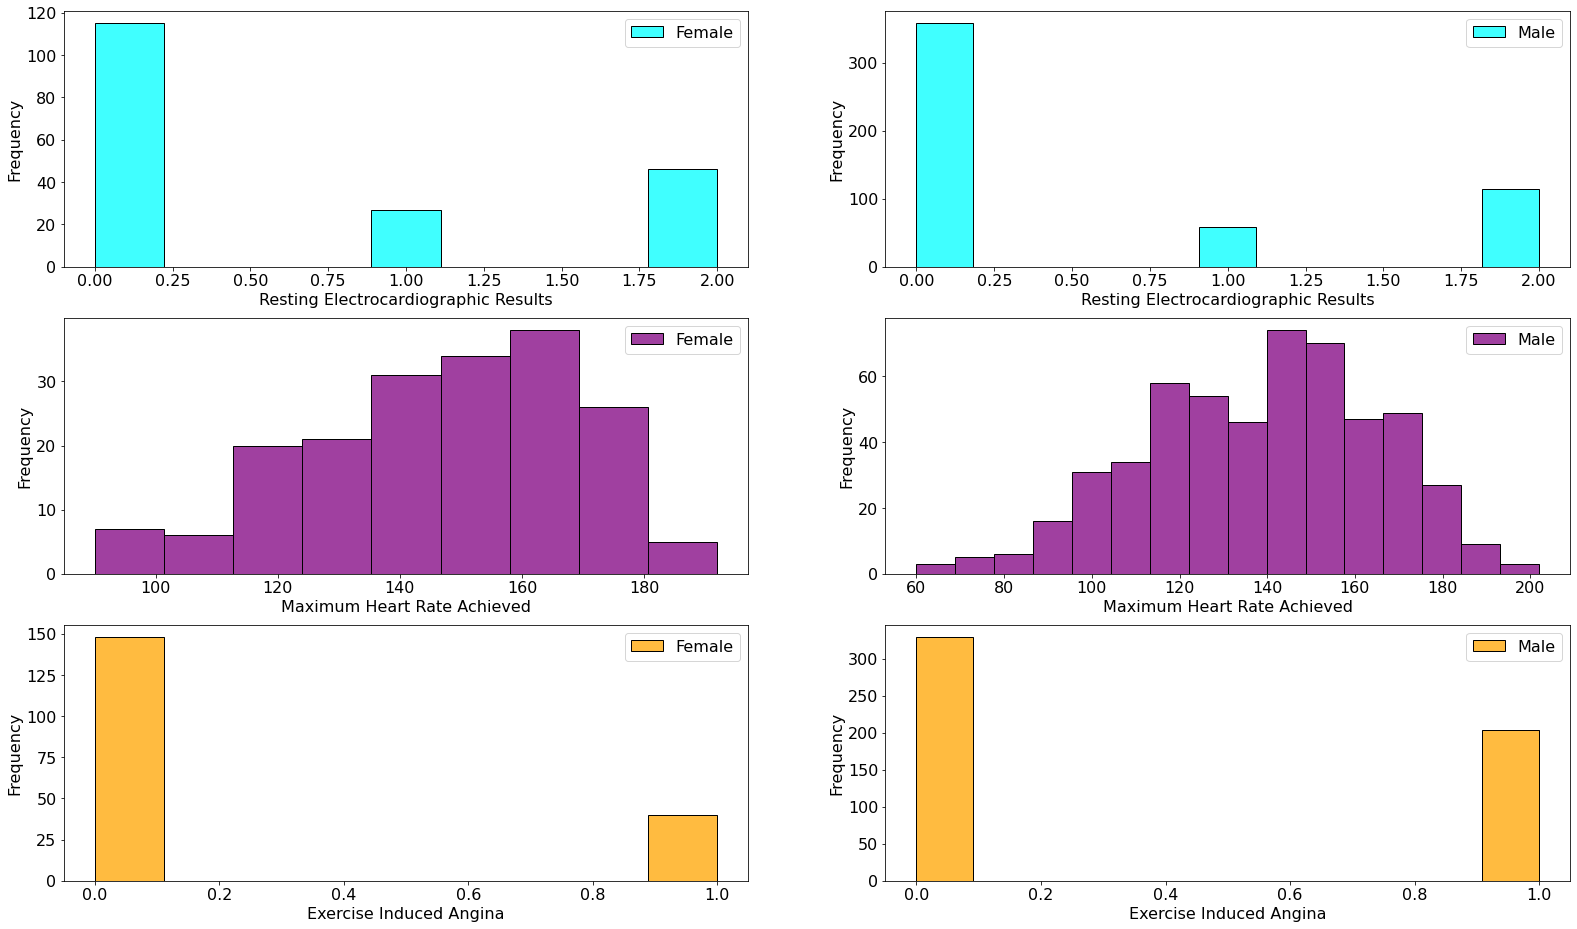 120
100
80
60
40
20
0
Frequency
Female
0.00 0.25 0.50 0.75 1.00 1.25 1.50 1.75 2.00
Resting Electrocardiographic Results
300
200
100
0
Frequency
Male
0.00 0.25 0.50 0.75 1.00 1.25 1.50 1.75 2.00
Resting Electrocardiographic Results
30
20
10
0
Frequency
Female
100 120 140 160 180
Maximum Heart Rate Achieved
60
40
20
0
Frequency
Male
60 80 100 120 140 160 180 200
Maximum Heart Rate Achieved
150
125
100
75
50
25
0
Frequency
Female
0.0 0.2 0.4 0.6 0.8 1.0
Exercise Induced Angina
300
250
200
150
100
50
0
Frequency
Male
0.0 0.2 0.4 0.6 0.8 1.0
Exercise Induced Angina